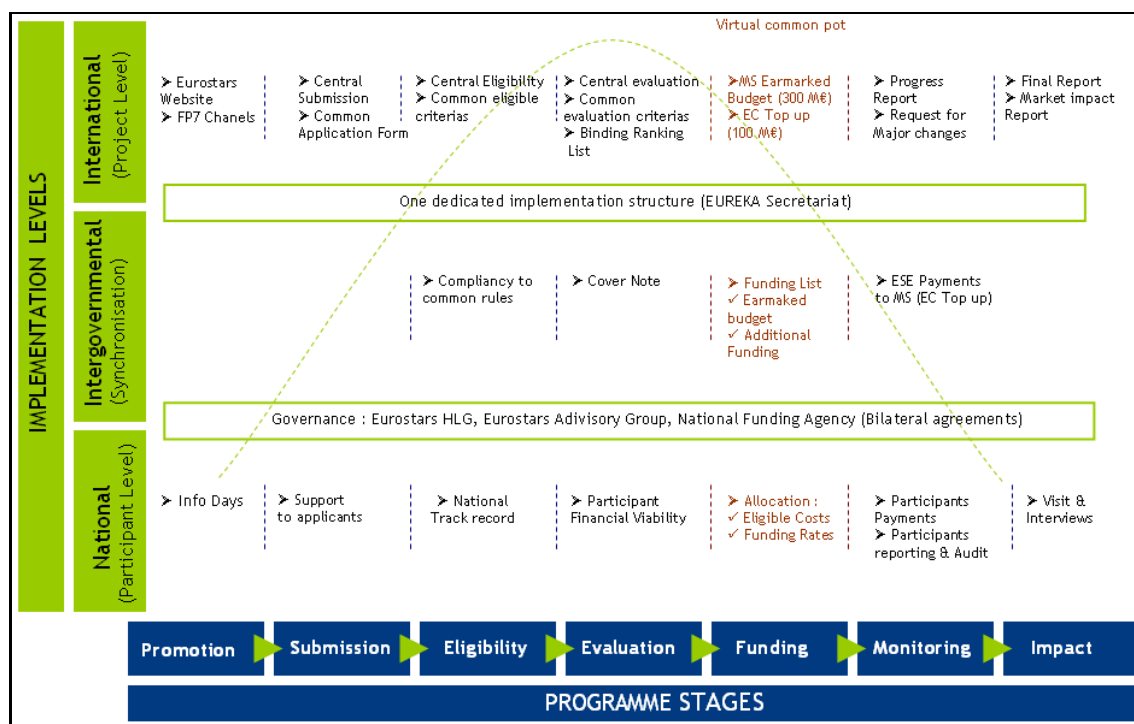 Virtual common pot
IMPLEMENTATION LEVELS
International
(Project Level)
➤ Eurostars
Website
➤ FP7 Chanels
➤ Central
Submission
➤ Common
Application Form
➤ Central Eligibility
➤ Common eligible
criterias
➤ Central evaluation
➤ Common
evaluation criterias
➤ Binding Ranking
List
➤MS Earmarked
Budget (300 M€)
➤ EC Top up
(100 M€)
➤ Progress
Report
➤ Request for
Major changes
➤ Final Report
➤ Market impact
Report
One dedicated implementation structure (EUREKA Secretariat)
Intergovernmental
(Synchronisation)
➤ Compliancy to
common rules
➤ Cover Note
➤ Funding List
✓ Earmaked
budget
✓ Additional
Funding
➤ ESE Payments
to MS (EC Top up)
Governance : Eurostars HLG, Eurostars Adivisory Group, National Funding Agency (Bilateral agreements)
National
(Participant Level)
➤ Info Days
➤ Support
to applicants
➤ National
Track record
➤ Participant
Financial Viability
➤ Allocation :
✓ Eligible Costs
✓ Funding Rates
➤ Participants
Payments
➤ Participants
reporting & Audit
➤ Visit &
Interviews
Promotion
Submission
Eligibility
Evaluation
Funding
Monitoring
Impact
PROGRAMME STAGES